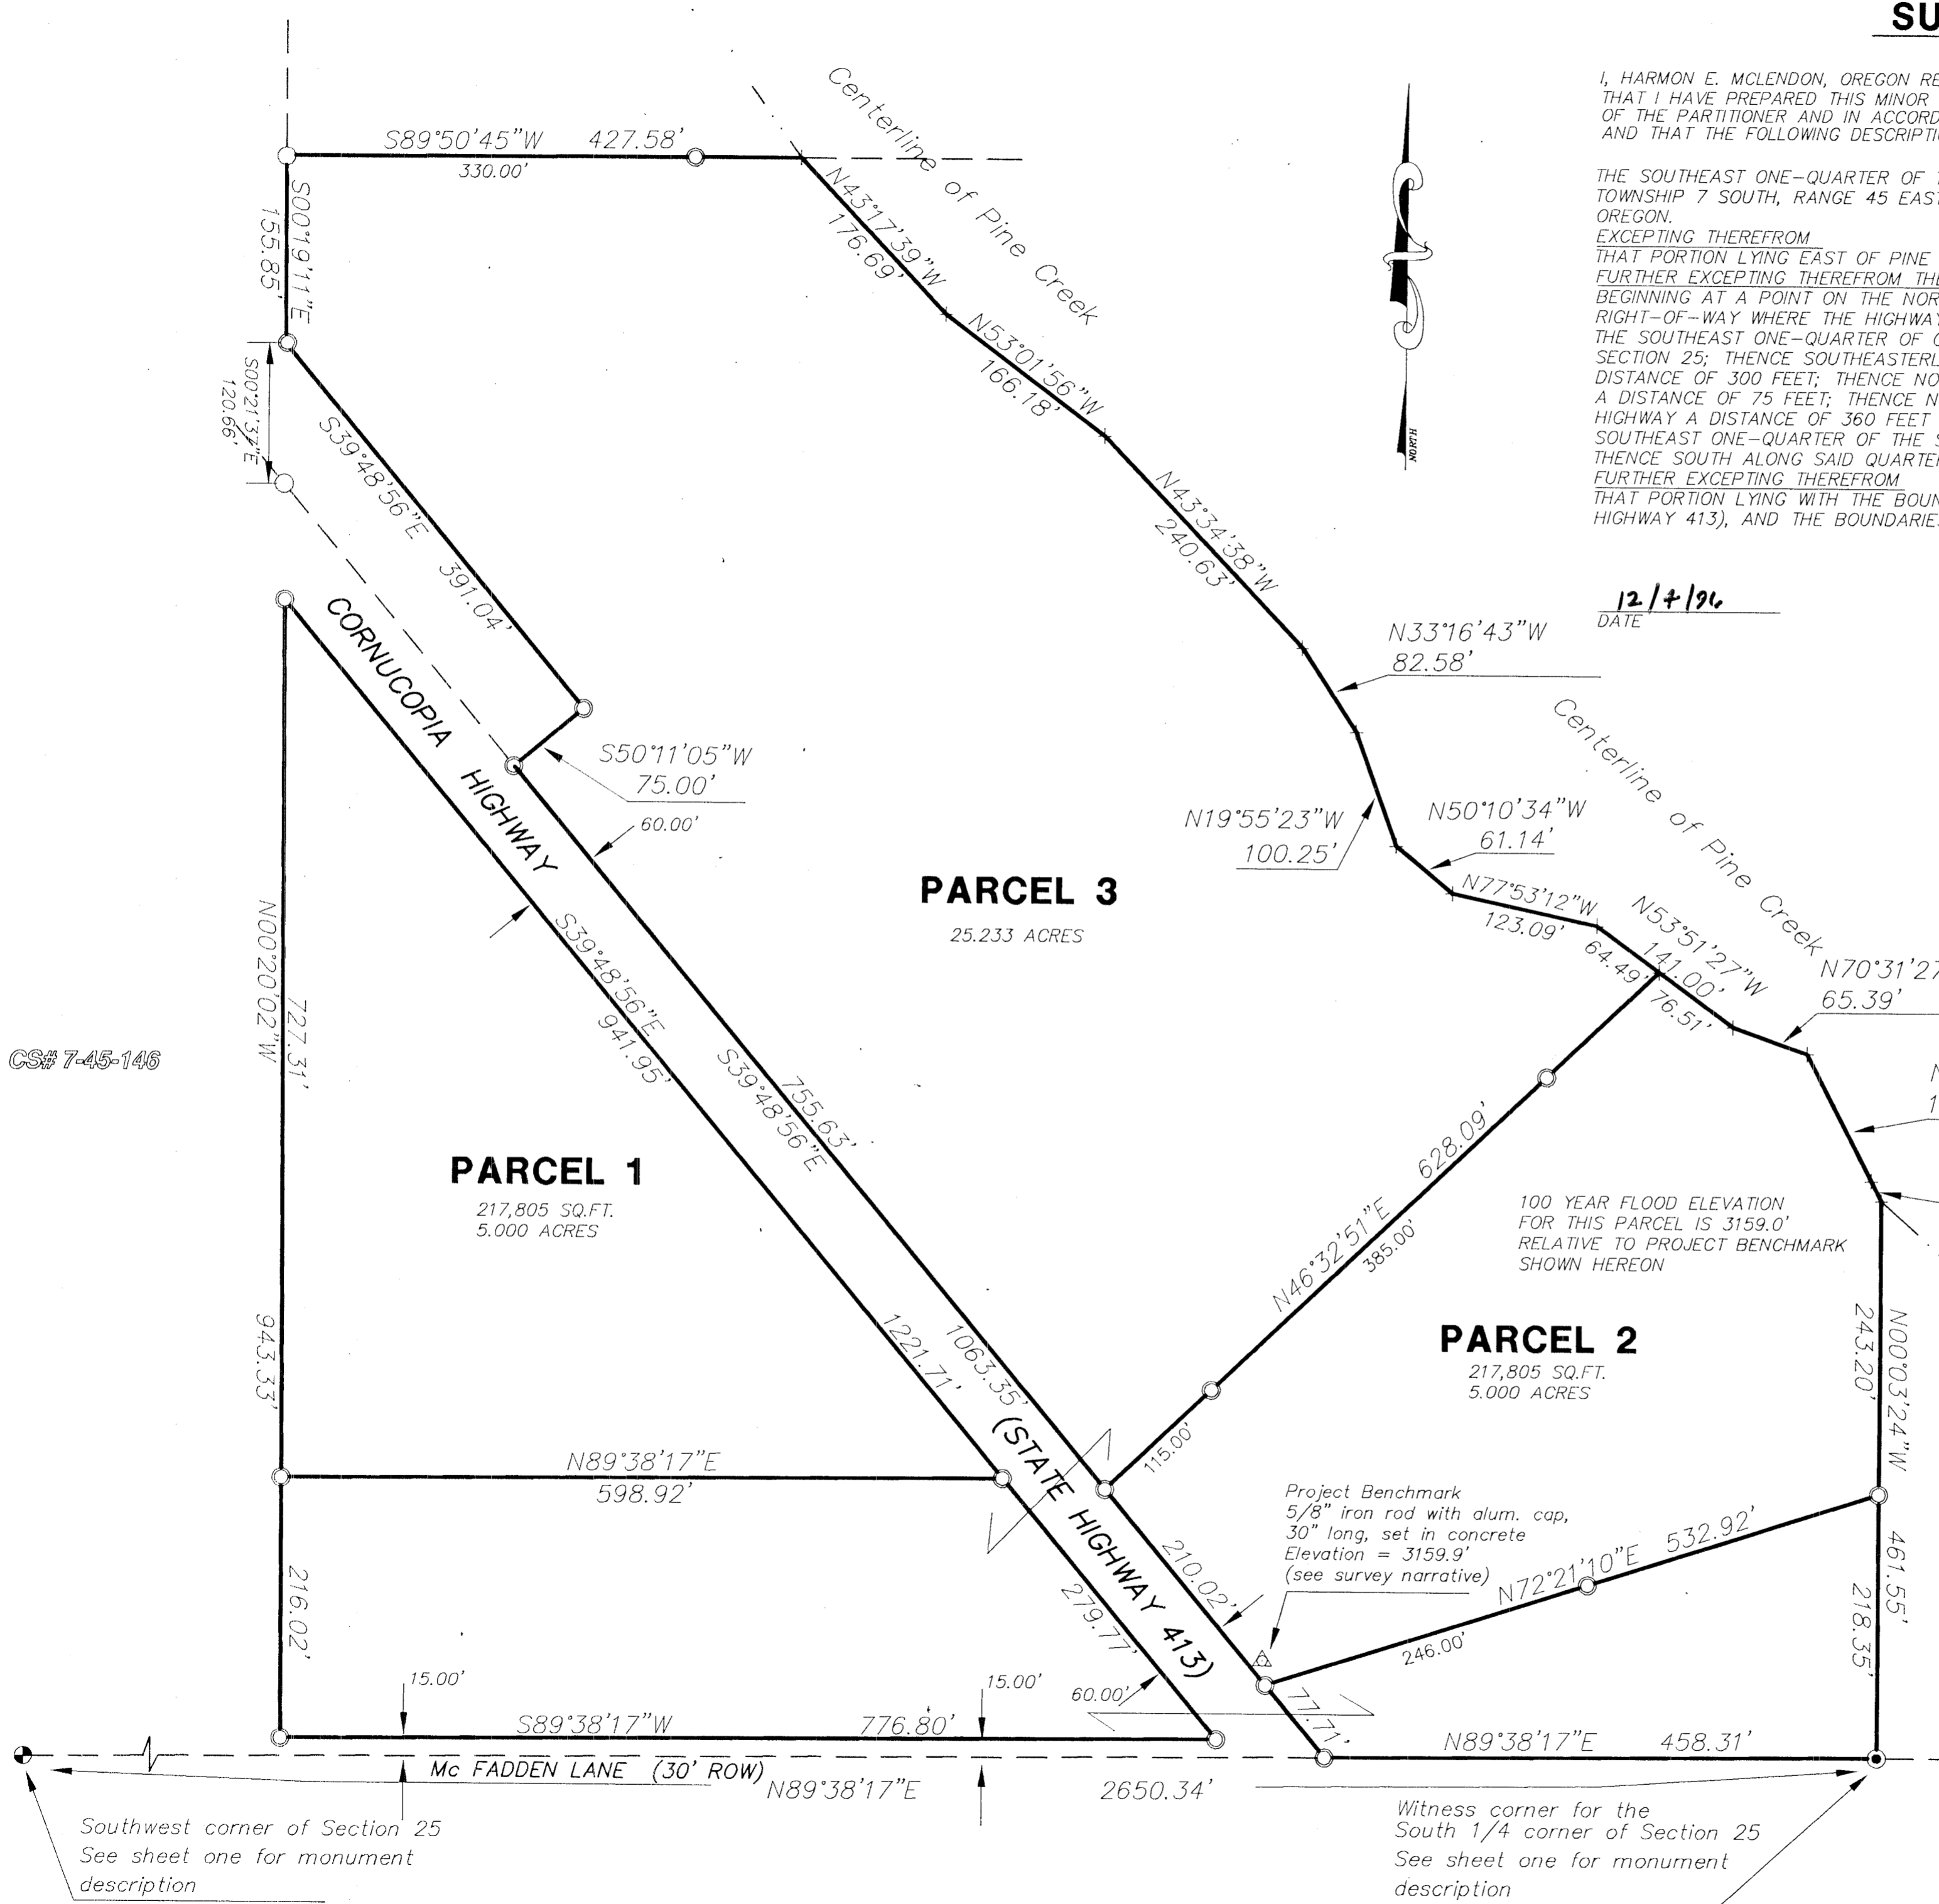 SU
I, HARMON E. MCLENDON, OREGON RE
THAT I HAVE PREPARED THIS MINOR
OF THE PARTITIONER AND IN ACCORD
AND THAT THE FOLLOWING DESCRIPTI
THE SOUTHEAST ONE-QUARTER OF T
TOWNSHIP 7 SOUTH, RANGE 45 EAST
OREGON.
EXCEPTING THEREFROM
THAT PORTION LYING EAST OF PINE
FURTHER EXCEPTING THEREFROM THE
BEGINNING AT A POINT ON THE NOR
RIGHT-OF-WAY WHERE THE HIGHWAY
THE SOUTHEAST ONE-QUARTER OF
SECTION 25; THENCE SOUTHEASTERL
DISTANCE OF 300 FEET; THENCE NO
A DISTANCE OF 75 FEET; THENCE N
HIGHWAY A DISTANCE OF 360 FEET
SOUTHEAST ONE-QUARTER OF THE S
THENCE SOUTH ALONG SAID QUARTER
FURTHER EXCEPTING THEREFROM
THAT PORTION LYING WITH THE BOUN
HIGHWAY 413), AND THE BOUNDARIES
DATE
NORTH
S89°50'45"W 427.58'
330.00'
Centerline of Pine Creek
S00°19'11"E
155.85'
N43°17'39"W
176.69'
N53°01'56"W
166.18'
S00°21'37"E
120.66'
S39°48'56"E 391.04'
N43°34'38"W
240.63'
N33°16'43"W
82.58'
CORNUCOPIA HIGHWAY
S50°11'05"W
75.00'
60.00'
N19°55'23"W
100.25'
N50°10'34"W
61.14'
Centerline of Pine Creek
PARCEL 3
25.233 ACRES
N77°53'12"W
123.09'
N53°51'27"W
141.00'
64.49'
76.51'
N70°31'27
65.39'
N
1
N00°20'02"W
727.31'
943.33'
S39°48'56"E
941.95'
1221.71'
755.63'
S39°48'56"E
1063.35'
CS# 7-45-146
PARCEL 1
217,805 SQ.FT.
5.000 ACRES
N46°32'51"E 628.09'
385.00'
115.00'
100 YEAR FLOOD ELEVATION
FOR THIS PARCEL IS 3159.0'
RELATIVE TO PROJECT BENCHMARK
SHOWN HEREON
PARCEL 2
217,805 SQ.FT.
5.000 ACRES
N00°03'24"W
243.20'
461.55'
218.35'
N89°38'17"E
598.92'
(STATE HIGHWAY 413)
Project Benchmark
5/8" iron rod with alum. cap,
30" long, set in concrete
Elevation = 3159.9'
(see survey narrative)
210.02'
279.77'
N72°21'10"E 532.92'
246.00'
216.02'
15.00'
15.00'
60.00'
77.71'
S89°38'17"W 776.80'
N89°38'17"E 458.31'
Mc FADDEN LANE (30' ROW)
N89°38'17"E 2650.34'
Southwest corner of Section 25
See sheet one for monument
description
Witness corner for the
South 1/4 corner of Section 25
See sheet one for monument
description